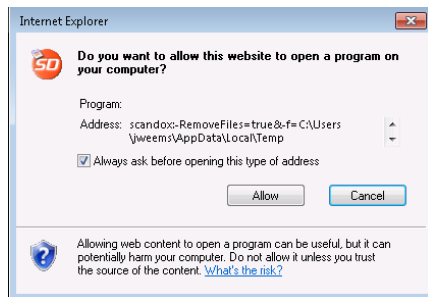 Internet Explorer
SD
Do you want to allow this website to open a program on
your computer?
Program:
Address: scandox:-RemoveFiles=true&-f=C:\Users
\jweems\AppData\Local\Temp
Always ask before opening this type of address
Allow Cancel
Allowing web content to open a program can be useful, but it can
potentially harm your computer. Do not allow it unless you trust
the source of the content. What's the risk?